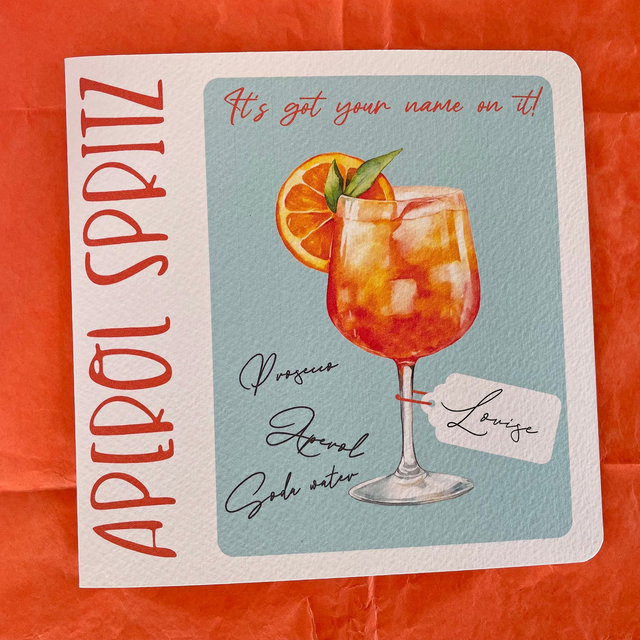 APEROL SPRITZ
It's got your name on it!
Prosecco
Aperol
Soda water
Louise